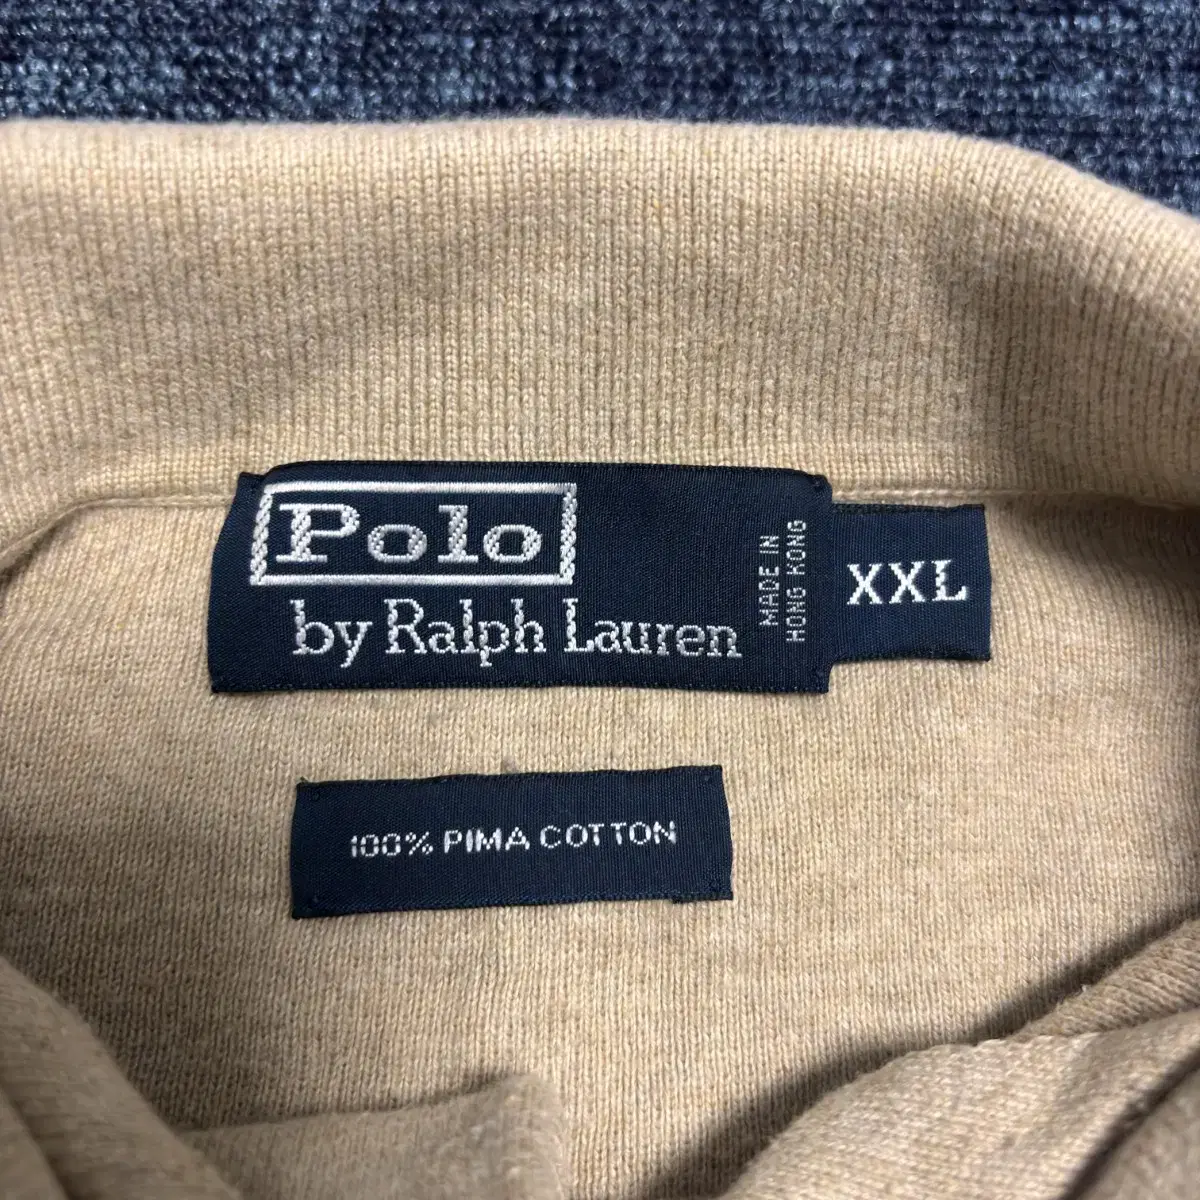 Polo
by Ralph Lauren
MADE IN
HONG KONG
XXL
100% PIMA COTTON